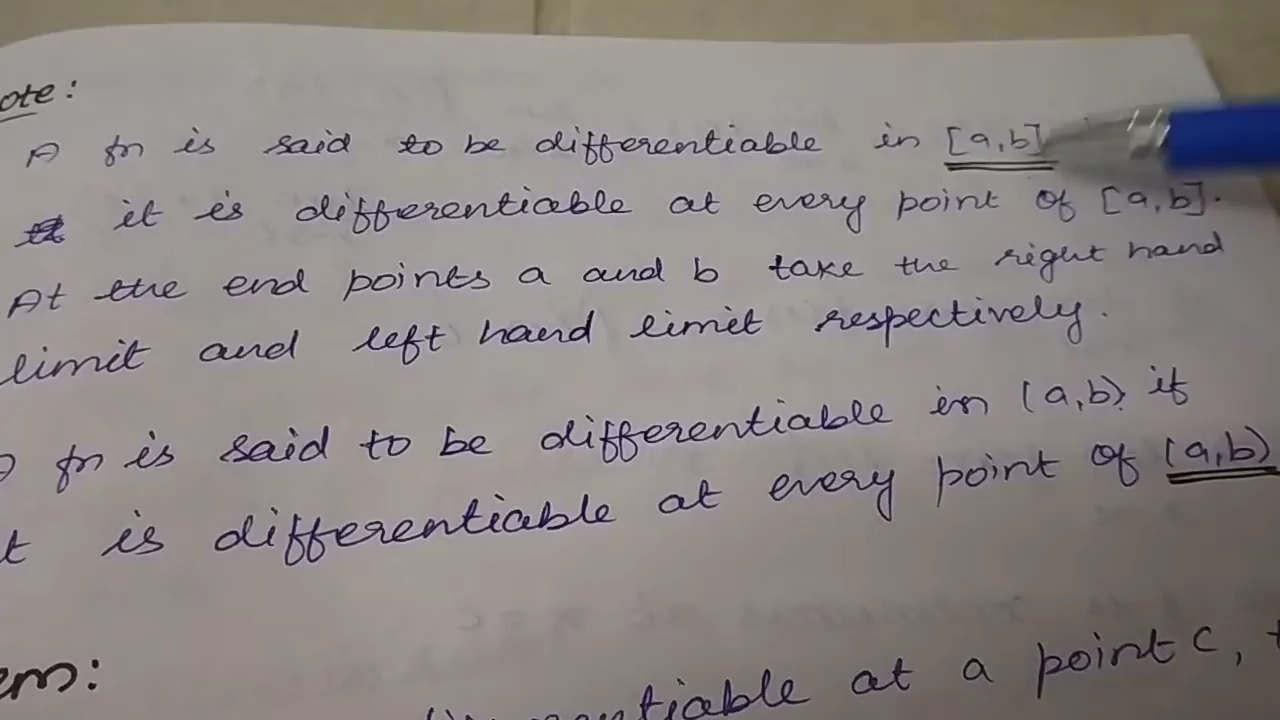 ote:
A fn is said to be differentiable in [a,b]
it is differentiable at every point of [a,b].
At the end points a and b take the right hand
limit and left hand limit respectively.
fn is said to be differentiable in (a,b) if
t is differentiable at every point of (a,b)
em:
differentiable at a point c,